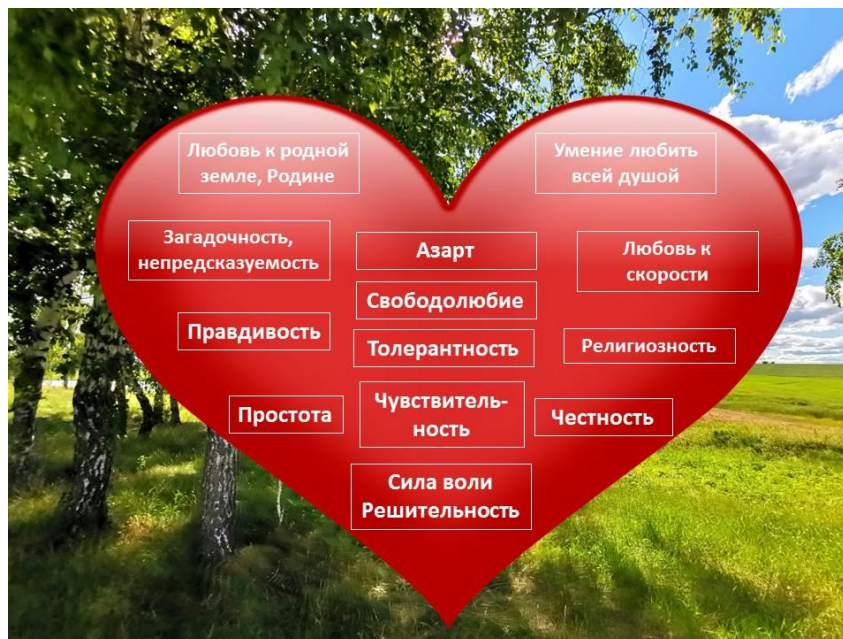 Любовь к родной
земле, Родине
Умение любить
всей душой
Загадочность,
непредсказуемость
Азарт
Любовь к
скорости
Свободолюбие
Правдивость
Толерантность
Религиозность
Простота
Чувствитель-
ность
Честность
Сила воли
Решительность